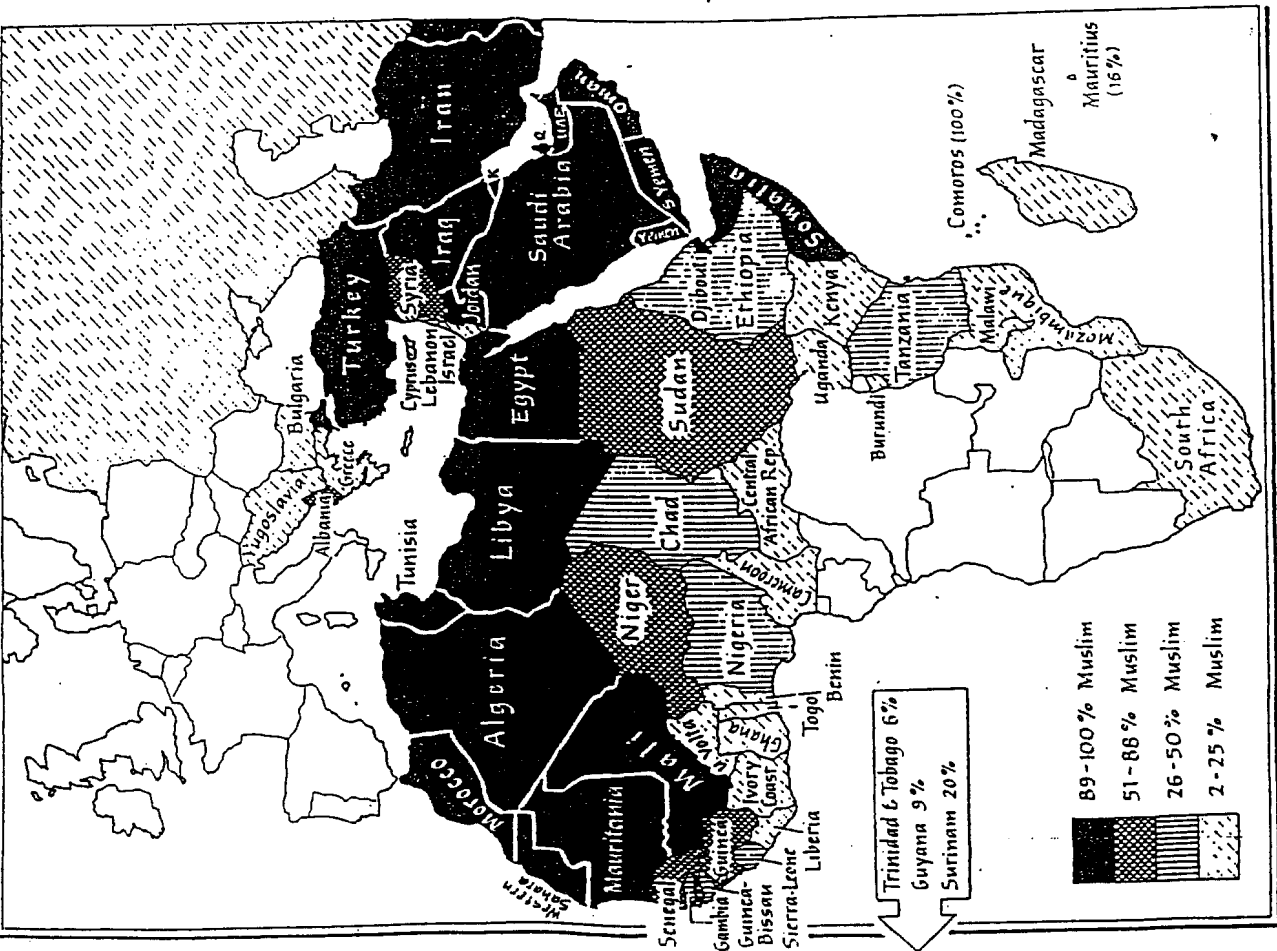 Iran
Turkey
Iraq
K
Syria
Jordan
Cyprus
Lebanon
Israel
Saudi
Arabia
UAE
Oman
Yemen
S Yemen
Bulgaria
Greece
Yugoslavia
Albania
Tunisia
Egypt
Libya
Algeria
Morocco
Western
Sahara
Mauritania
Mali
Niger
Chad
Sudan
Djibouti
Ethiopia
Somalia
Senegal
Gambia
Guinea-
Bissau
Guinea
Sierra-Leone
Liberia
Ivory
Coast
Volta
Ghana
Togo
Benin
Nigeria
Cameroon
Central
African Rep.
Uganda
Kenya
Burundi
Tanzania
Malawi
Mozambique
South
Africa
Comoros (100%)
Madagascar
Mauritius
(16%)
Trinidad & Tobago 6%
Guyana 9%
Surinam 20%
89-100% Muslim
51-88% Muslim
26-50% Muslim
2-25% Muslim